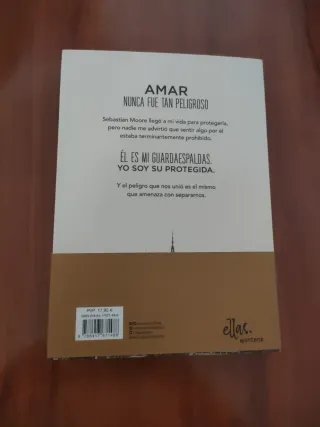 AMAR
NUNCA FUE TAN PELIGROSO
Sebastian Moore llegó a mi vida para protegerla,
pero nadie me advirtió que sentir algo por él
estaba terminantemente prohibido.
ÉL ES MI GUARDAESPALDAS.
YO SOY SU PROTEGIDA.
Y el peligro que nos unió es el mismo
que amenaza con separarnos.
ellas.
montena